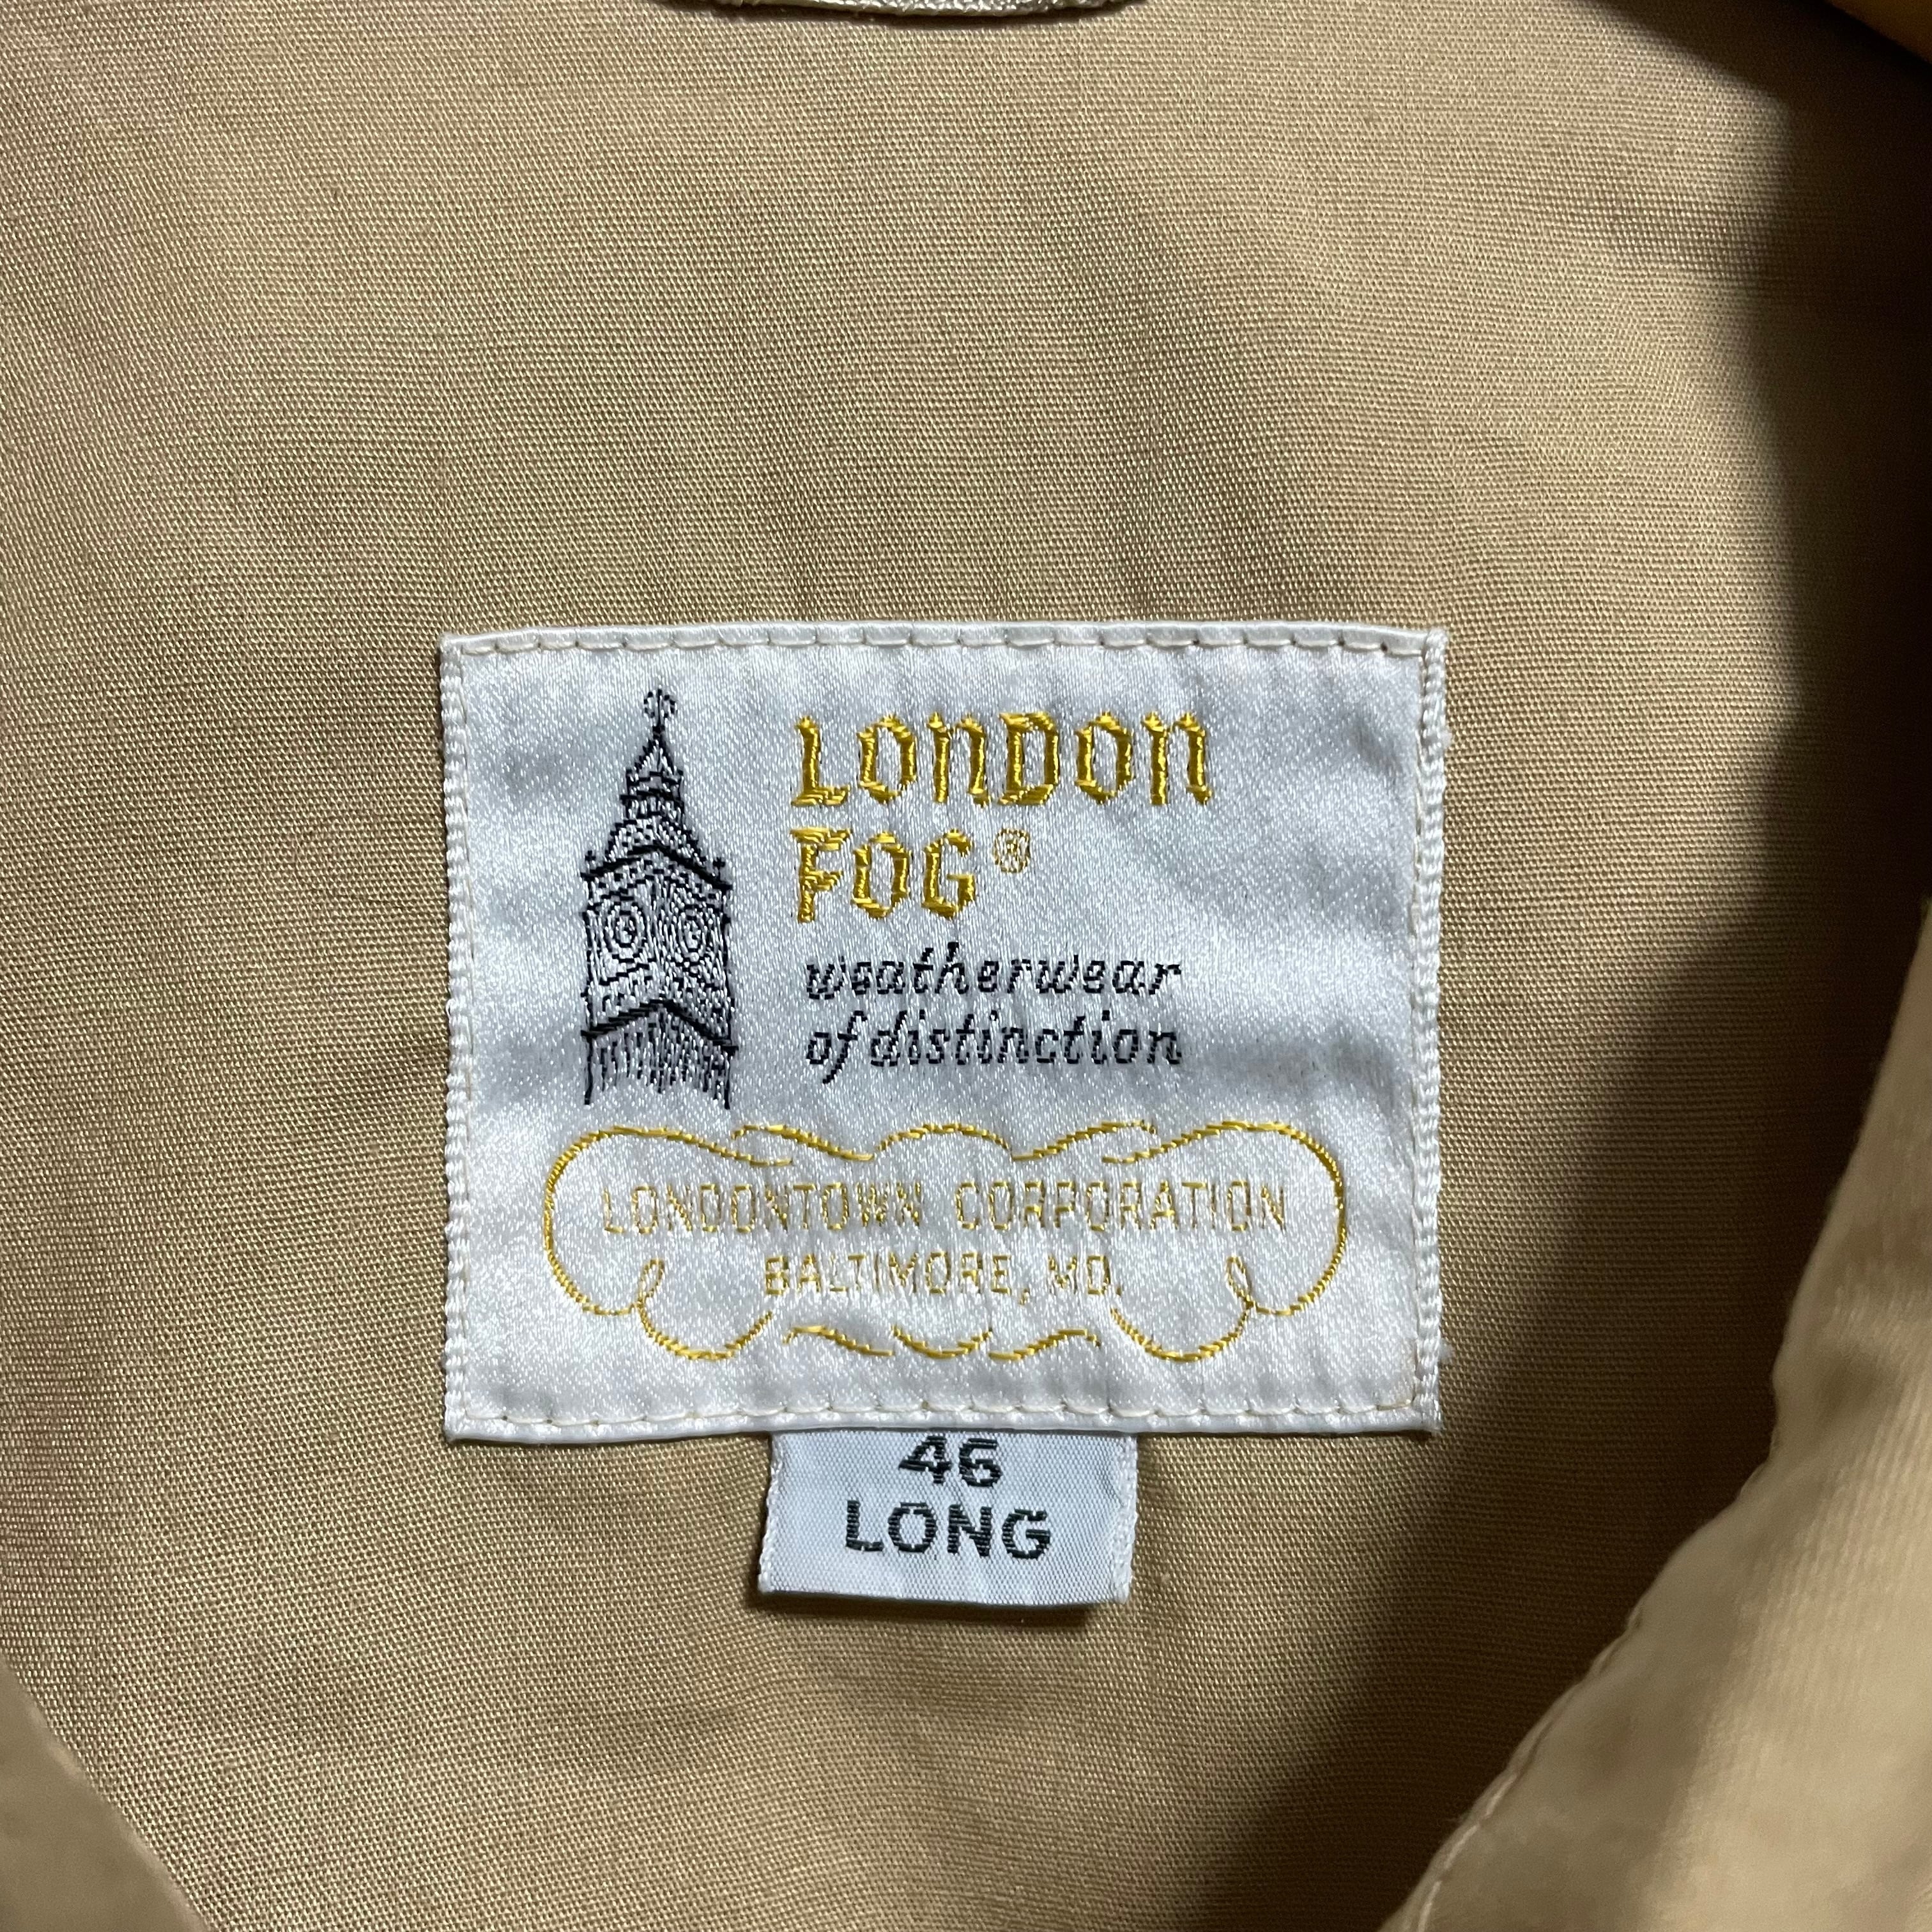 LONDON
FOG®
weatherwear
of distinction
LONDONTOWN CORPORATION
BALTIMORE, MD.
46
LONG